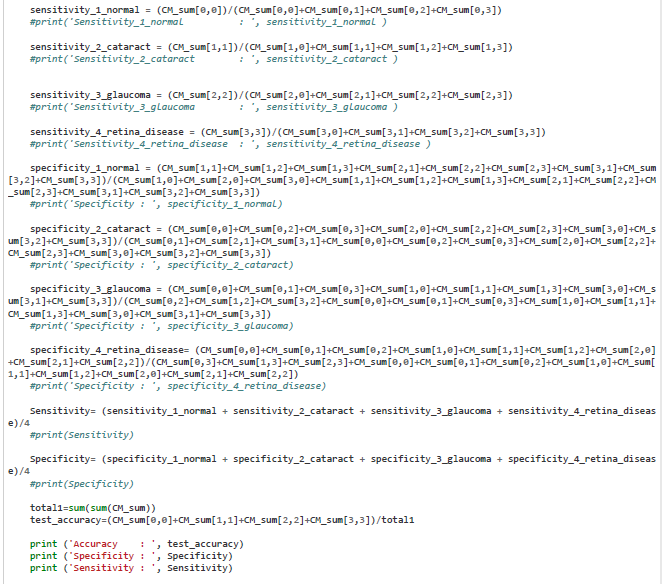 sensitivity_1_normal = (CM_sum[0,0])/(CM_sum[0,0]+CM_sum[0,1]+CM_sum[0,2]+CM_sum[0,3])
#print('Sensitivity_1_normal : ', sensitivity_1_normal )
sensitivity_2_cataract = (CM_sum[1,1])/(CM_sum[1,0]+CM_sum[1,1]+CM_sum[1,2]+CM_sum[1,3])
#print('Sensitivity_2_cataract : ', sensitivity_2_cataract )
sensitivity_3_glaucoma = (CM_sum[2,2])/(CM_sum[2,0]+CM_sum[2,1]+CM_sum[2,2]+CM_sum[2,3])
#print('Sensitivity_3_glaucoma : ', sensitivity_3_glaucoma )
sensitivity_4_retina_disease = (CM_sum[3,3])/(CM_sum[3,0]+CM_sum[3,1]+CM_sum[3,2]+CM_sum[3,3])
#print('Sensitivity_4_retina_disease : ', sensitivity_4_retina_disease )
specificity_1_normal = (CM_sum[1,1]+CM_sum[1,2]+CM_sum[1,3]+CM_sum[2,1]+CM_sum[2,2]+CM_sum[2,3]+CM_sum[3,1]+CM_sum
[3,2]+CM_sum[3,3])/(CM_sum[1,0]+CM_sum[2,0]+CM_sum[3,0]+CM_sum[1,1]+CM_sum[1,2]+CM_sum[1,3]+CM_sum[2,1]+CM_sum[2,2]+CM
_sum[2,3]+CM_sum[3,1]+CM_sum[3,2]+CM_sum[3,3])
#print('Specificity : ', specificity_1_normal)
specificity_2_cataract = (CM_sum[0,0]+CM_sum[0,2]+CM_sum[0,3]+CM_sum[2,0]+CM_sum[2,2]+CM_sum[2,3]+CM_sum[3,0]+CM_s
um[3,2]+CM_sum[3,3])/(CM_sum[0,1]+CM_sum[2,1]+CM_sum[3,1]+CM_sum[0,0]+CM_sum[0,2]+CM_sum[0,3]+CM_sum[2,0]+CM_sum[2,2]+
CM_sum[2,3]+CM_sum[3,0]+CM_sum[3,2]+CM_sum[3,3])
#print('Specificity : ', specificity_2_cataract)
specificity_3_glaucoma = (CM_sum[0,0]+CM_sum[0,1]+CM_sum[0,3]+CM_sum[1,0]+CM_sum[1,1]+CM_sum[1,3]+CM_sum[3,0]+CM_s
um[3,1]+CM_sum[3,3])/(CM_sum[0,2]+CM_sum[1,2]+CM_sum[3,2]+CM_sum[0,0]+CM_sum[0,1]+CM_sum[0,3]+CM_sum[1,0]+CM_sum[1,1]+
CM_sum[1,3]+CM_sum[3,0]+CM_sum[3,1]+CM_sum[3,3])
#print('Specificity : ', specificity_3_glaucoma)
specificity_4_retina_disease= (CM_sum[0,0]+CM_sum[0,1]+CM_sum[0,2]+CM_sum[1,0]+CM_sum[1,1]+CM_sum[1,2]+CM_sum[2,0]
+CM_sum[2,1]+CM_sum[2,2])/(CM_sum[0,3]+CM_sum[1,3]+CM_sum[2,3]+CM_sum[0,0]+CM_sum[0,1]+CM_sum[0,2]+CM_sum[1,0]+CM_sum[
1,1]+CM_sum[1,2]+CM_sum[2,0]+CM_sum[2,1]+CM_sum[2,2])
#print('Specificity : ', specificity_4_retina_disease)
Sensitivity= (sensitivity_1_normal + sensitivity_2_cataract + sensitivity_3_glaucoma + sensitivity_4_retina_diseas
e)/4
#print(Sensitivity)
Specificity= (specificity_1_normal + specificity_2_cataract + specificity_3_glaucoma + specificity_4_retina_diseas
e)/4
#print(Specificity)
total1=sum(sum(CM_sum))
test_accuracy=(CM_sum[0,0]+CM_sum[1,1]+CM_sum[2,2]+CM_sum[3,3])/total1
print ('Accuracy : ', test_accuracy)
print ('Specificity : ', Specificity)
print ('Sensitivity : ', Sensitivity)